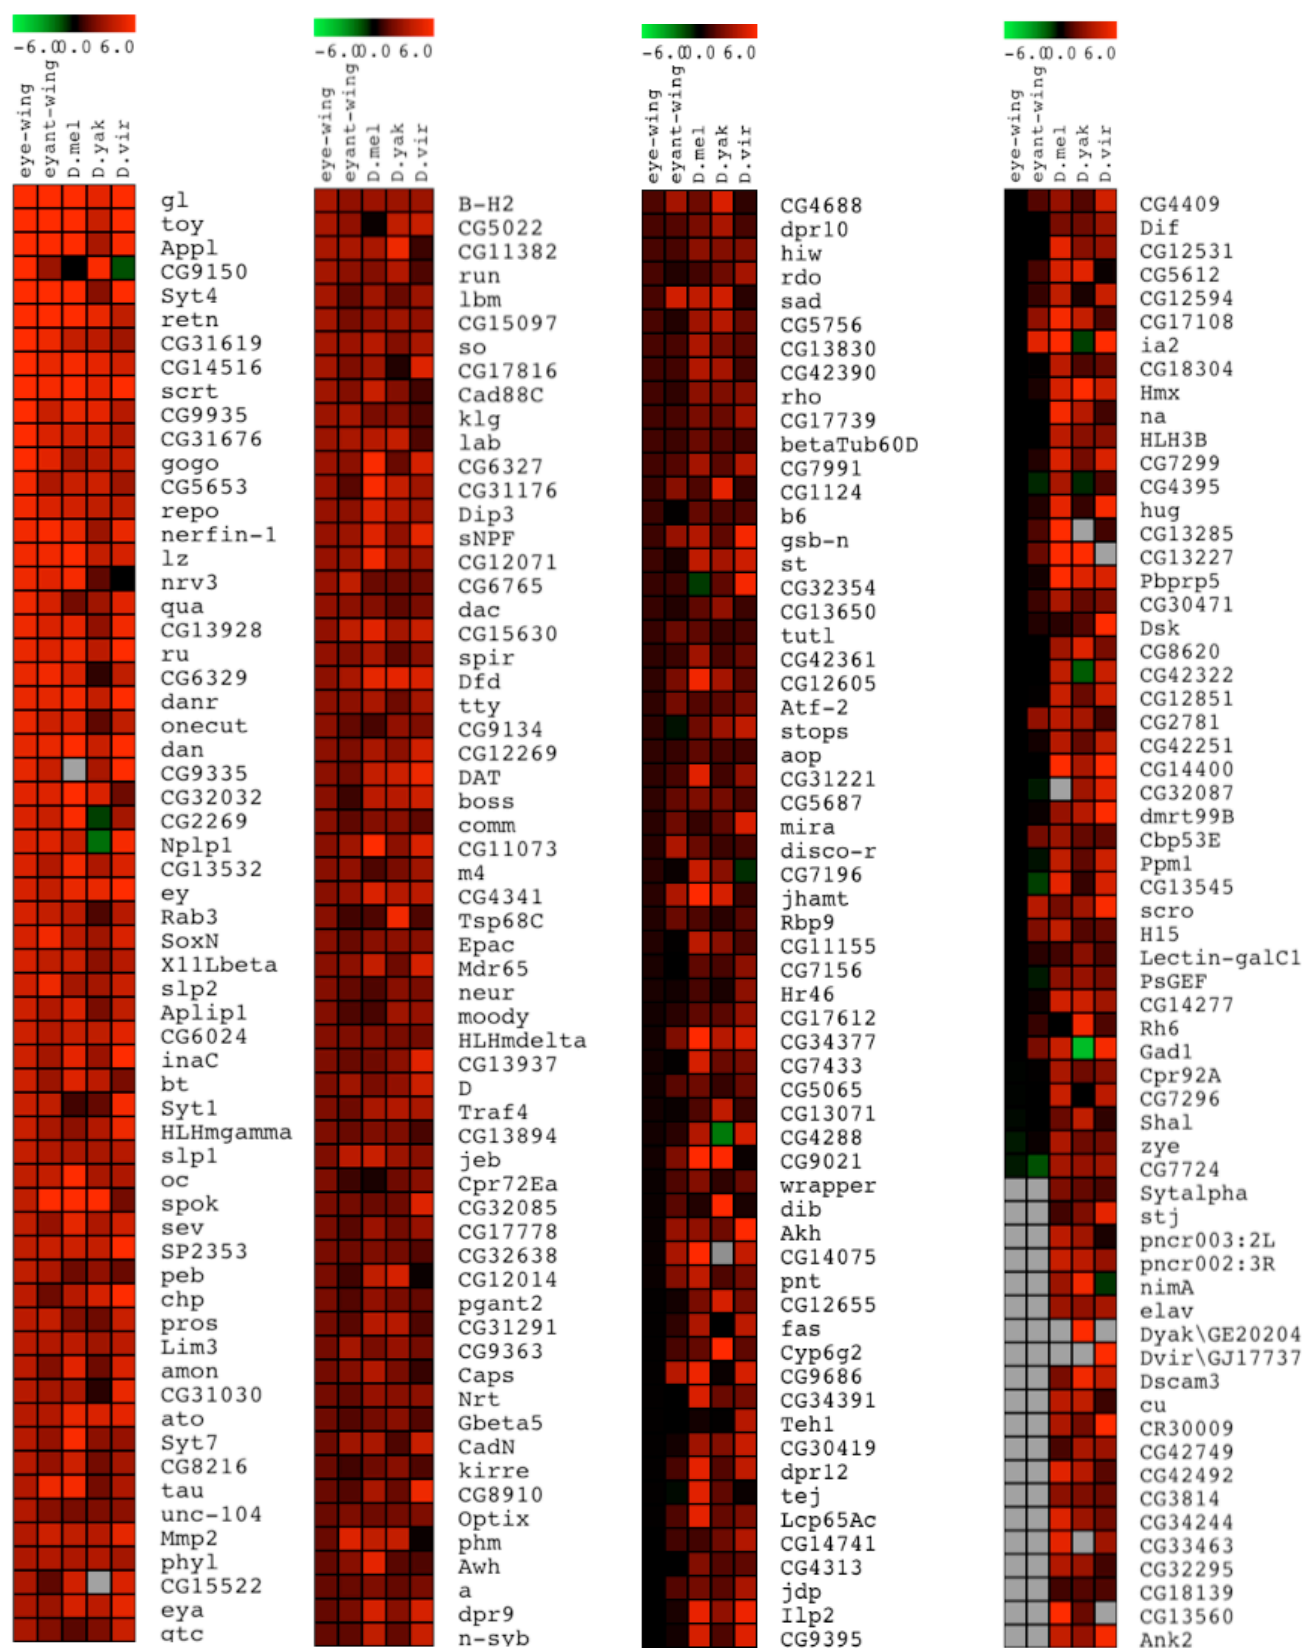 -6.0 0.0 6.0
eye-wing
eyant-wing
D.mel
D.yak
D.vir
gl
toy
Appl
CG9150
Syt4
retn
CG31619
CG14516
scrt
CG9935
CG31676
gogo
CG5653
repo
nerfin-1
lz
nrv3
qua
CG13928
ru
CG6329
danr
onecut
dan
CG9335
CG32032
CG2269
Nplp1
CG13532
ey
Rab3
SoxN
X11Lbeta
slp2
Aplip1
CG6024
inaC
bt
Syt1
HLHmgamma
slp1
oc
spok
sev
SP2353
peb
chp
pros
Lim3
amon
CG31030
ato
Syt7
CG8216
tau
unc-104
Mmp2
phyl
CG15522
eya
qtc
-6.0 0.0 6.0
eye-wing
eyant-wing
D.mel
D.yak
D.vir
B-H2
CG5022
CG11382
run
lbm
CG15097
so
CG17816
Cad88C
klg
lab
CG6327
CG31176
Dip3
sNPF
CG12071
CG6765
dac
CG15630
spir
Dfd
tty
CG9134
CG12269
DAT
boss
comm
CG11073
m4
CG4341
Tsp68C
Epac
Mdr65
neur
moody
HLHmdelta
CG13937
D
Traf4
CG13894
jeb
Cpr72Ea
CG32085
CG17778
CG32638
CG12014
pgant2
CG31291
CG9363
Caps
Nrt
Gbeta5
CadN
kirre
CG8910
Optix
phm
Awh
a
dpr9
n-syb
-6.0 0.0 6.0
eye-wing
eyant-wing
D.mel
D.yak
D.vir
CG4688
dpr10
hiw
rdo
sad
CG5756
CG13830
CG42390
rho
CG17739
betaTub60D
CG7991
CG1124
b6
gsb-n
st
CG32354
CG13650
tutl
CG42361
CG12605
Atf-2
stops
aop
CG31221
CG5687
mira
disco-r
CG7196
jhamt
Rbp9
CG11155
CG7156
Hr46
CG17612
CG34377
CG7433
CG5065
CG13071
CG4288
CG9021
wrapper
dib
Akh
CG14075
pnt
CG12655
fas
Cyp6g2
CG9686
CG34391
Teh1
CG30419
dpr12
tej
Lcp65Ac
CG14741
CG4313
jdp
Ilp2
CG9395
-6.0 0.0 6.0
eye-wing
eyant-wing
D.mel
D.yak
D.vir
CG4409
Dif
CG12531
CG5612
CG12594
CG17108
ia2
CG18304
Hmx
na
HLH3B
CG7299
CG4395
hug
CG13285
CG13227
Pbprp5
CG30471
Dsk
CG8620
CG42322
CG12851
CG2781
CG42251
CG14400
CG32087
dmrt99B
Cbp53E
Ppm1
CG13545
scro
H15
Lectin-galC1
PsGEF
CG14277
Rh6
Gad1
Cpr92A
CG7296
Shal
zye
CG7724
Sytalpha
stj
pncr003:2L
pncr002:3R
nimA
elav
Dyak\GE20204
Dvir\GJ17737
Dscam3
cu
CR30009
CG42749
CG42492
CG3814
CG34244
CG33463
CG32295
CG18139
CG13560
Ank2